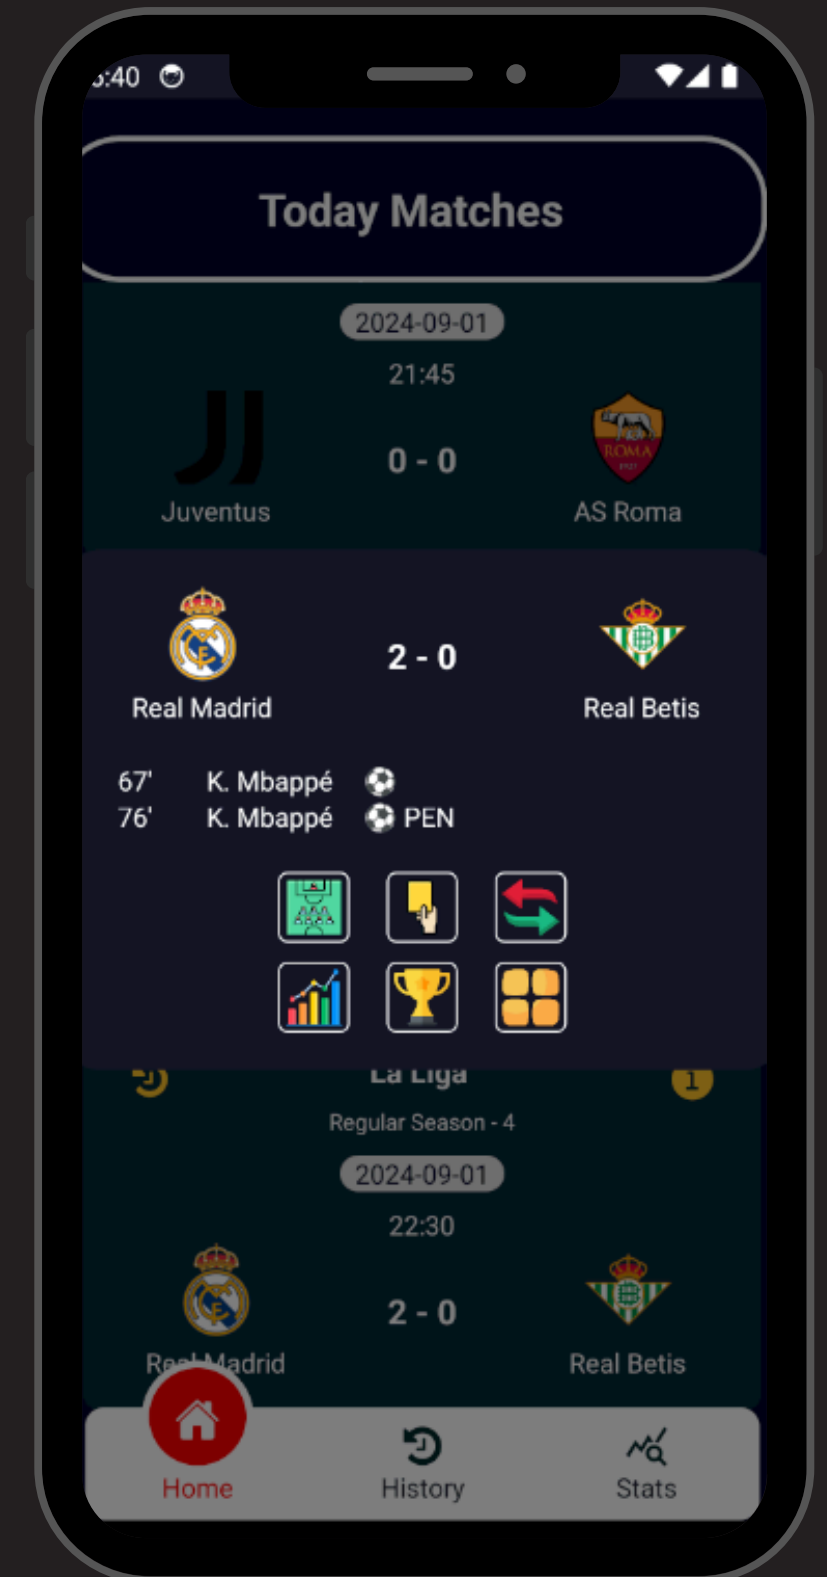 :40
Today Matches
2024-09-01
21:45
0 - 0
ROMA
1927
Juventus AS Roma
2 - 0
Real Madrid Real Betis
67' K. Mbappé
76' K. Mbappé PEN
La Liga
1
Regular Season - 4
2024-09-01
22:30
2 - 0
Real Madrid Real Betis
Home History Stats